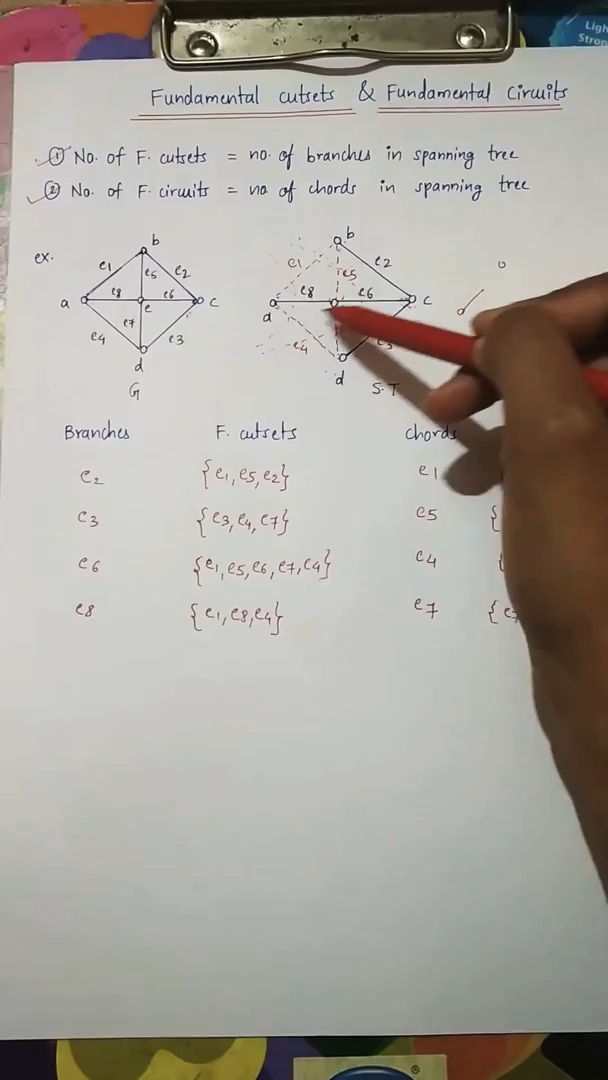 Fundamental cutsets & Fundamental Circuits
① No. of F. cutsets = no. of branches in spanning tree
② No. of F. circuits = no. of chords in spanning tree
ex.
b
e1 e5 e2
a e8 e6 c
e
e4 e7 e3
d
G
b
e1 e5 e2
e8 e6 c
a
e4 e3
d
S.T
Branches F. cutsets chords
e2 {e1, e5, e2} e1
e3 {e3, e4, e7} e5 {
e6 {e1, e5, e6, e7, e4} e4 {
e8 {e1, e8, e4} e7 {e7
Strong